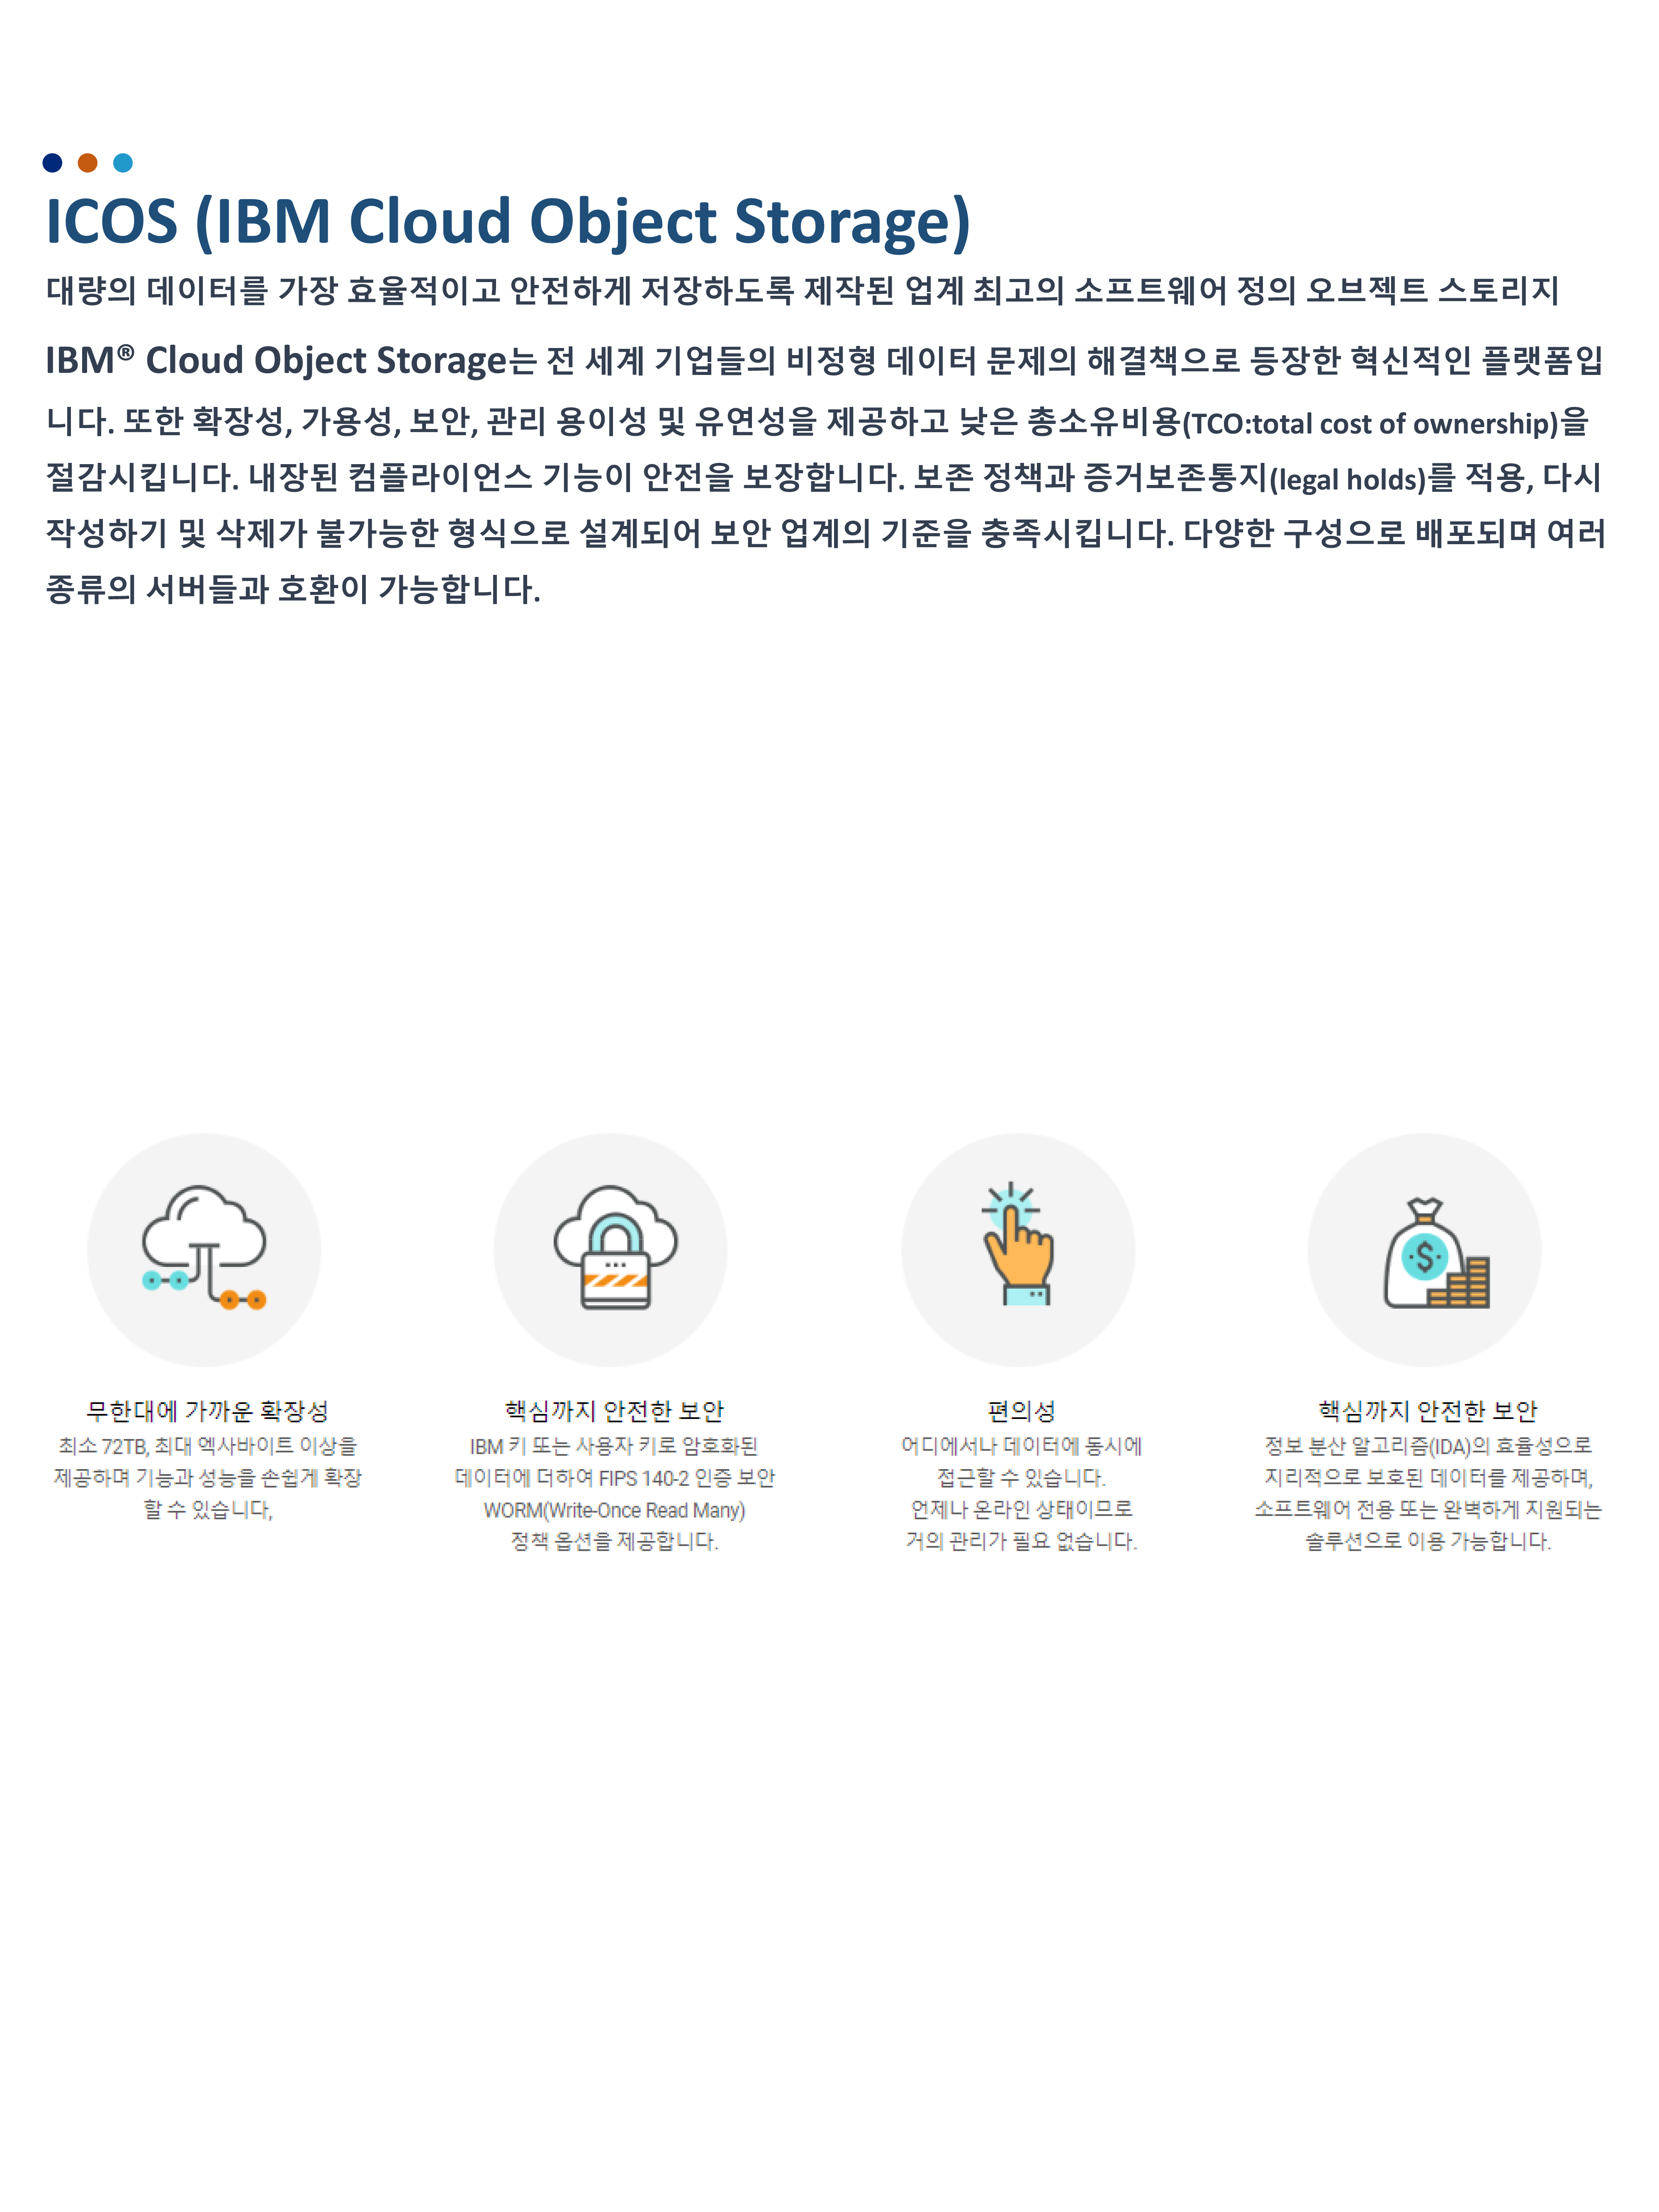 ICOS (IBM Cloud Object Storage)
대량의 데이터를 가장 효율적이고 안전하게 저장하도록 제작된 업계 최고의 소프트웨어 정의 오브젝트 스토리지
IBM® Cloud Object Storage는 전 세계 기업들의 비정형 데이터 문제의 해결책으로 등장한 혁신적인 플랫폼입
니다. 또한 확장성, 가용성, 보안, 관리 용이성 및 유연성을 제공하고 낮은 총소유비용(TCO:total cost of ownership)을
절감시킵니다. 내장된 컴플라이언스 기능이 안전을 보장합니다. 보존 정책과 증거보존통지(legal holds)를 적용, 다시
작성하기 및 삭제가 불가능한 형식으로 설계되어 보안 업계의 기준을 충족시킵니다. 다양한 구성으로 배포되며 여러
종류의 서버들과 호환이 가능합니다.
무한대에 가까운 확장성
최소 72TB, 최대 엑사바이트 이상을
제공하며 기능과 성능을 손쉽게 확장
할 수 있습니다,
핵심까지 안전한 보안
IBM 키 또는 사용자 키로 암호화된
데이터에 더하여 FIPS 140-2 인증 보안
WORM(Write-Once Read Many)
정책 옵션을 제공합니다.
편의성
어디에서나 데이터에 동시에
접근할 수 있습니다.
언제나 온라인 상태이므로
거의 관리가 필요 없습니다.
핵심까지 안전한 보안
정보 분산 알고리즘(IDA)의 효율성으로
지리적으로 보호된 데이터를 제공하며,
소프트웨어 전용 또는 완벽하게 지원되는
솔루션으로 이용 가능합니다.